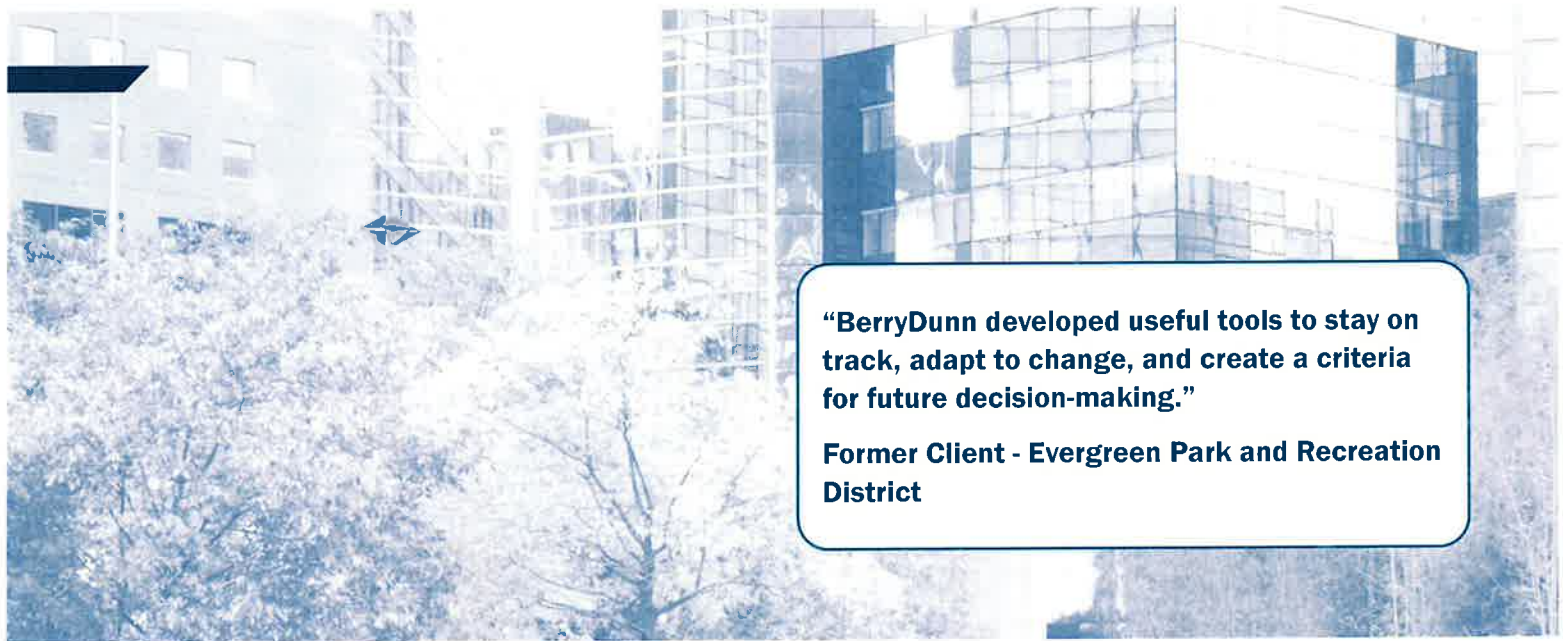 “BerryDunn developed useful tools to stay on
track, adapt to change, and create a criteria
for future decision-making.”
Former Client - Evergreen Park and Recreation
District